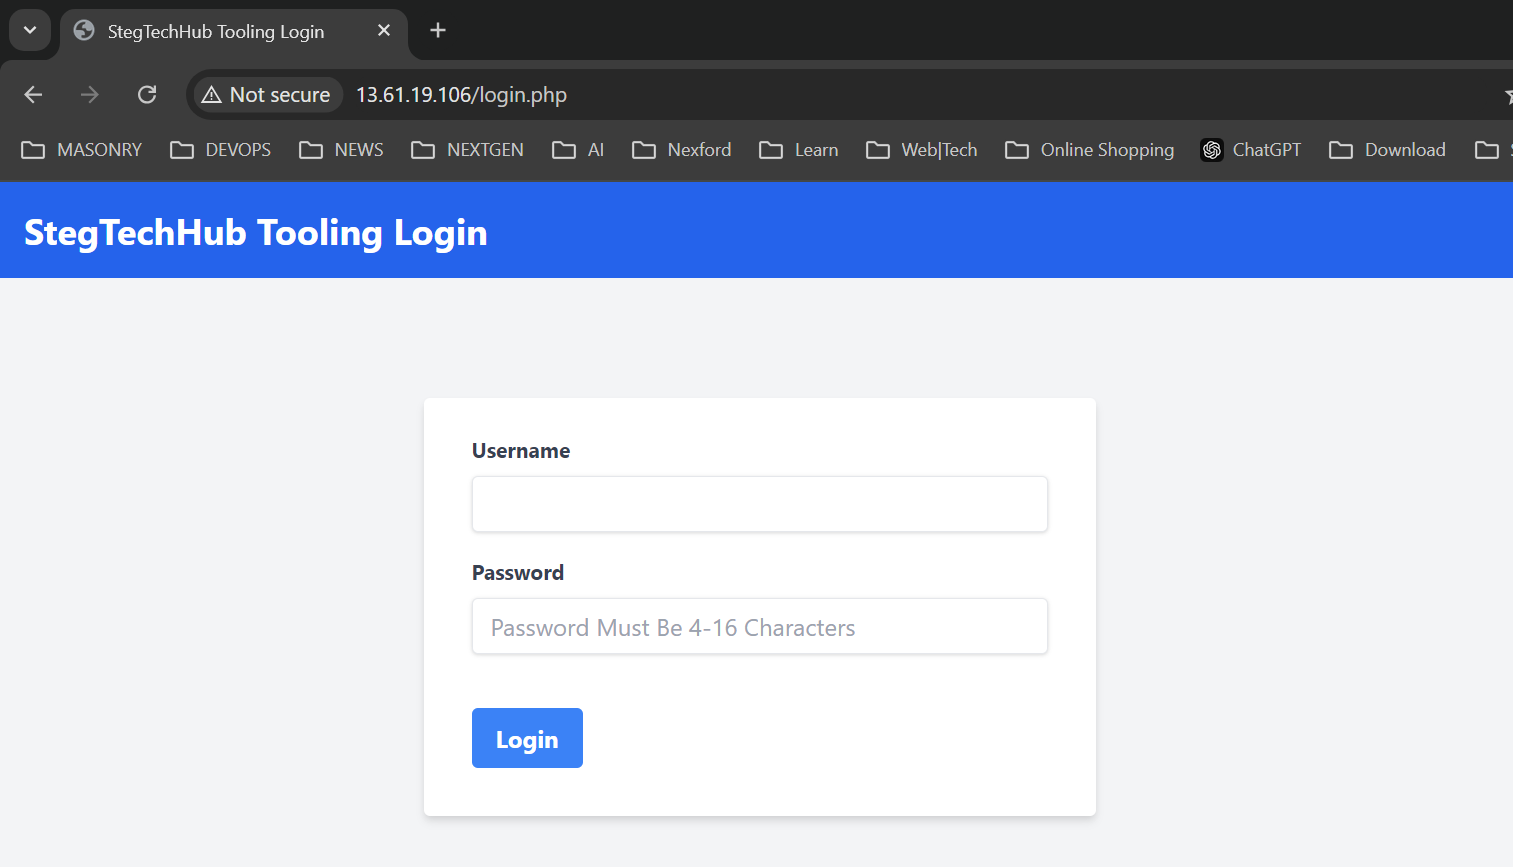 StegTechHub Tooling Login
Not secure 13.61.19.106/login.php
MASONRY DEVOPS NEWS NEXTGEN AI Nexford Learn Web|Tech Online Shopping ChatGPT Download
StegTechHub Tooling Login
Username
Password
Password Must Be 4-16 Characters
Login